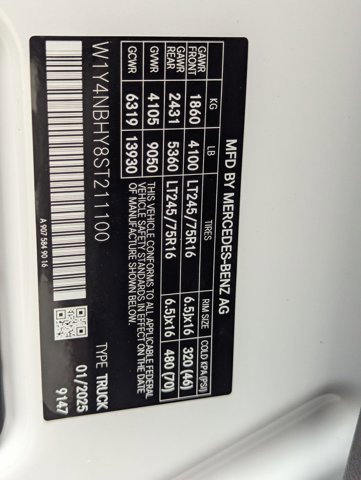 MFD BY MERCEDES-BENZ AG
KG LB TIRES RIM SIZE COLD KPA (PSI)
GAWR FRONT 1860 4100 LT245/75R16 6.5Jx16 320 (46)
GAWR REAR 2431 5360 LT245/75R16 6.5Jx16 480 (70)
GVWR 4105 9050 THIS VEHICLE CONFORMS TO ALL APPLICABLE FEDERAL
VEHICLE SAFETY STANDARDS IN EFFECT ON THE DATE
GCWR 6319 13930 OF MANUFACTURE SHOWN BELOW.
W1Y4NBHY8ST211100 TYPE TRUCK
01/2025
A 907 584 90 16 9147